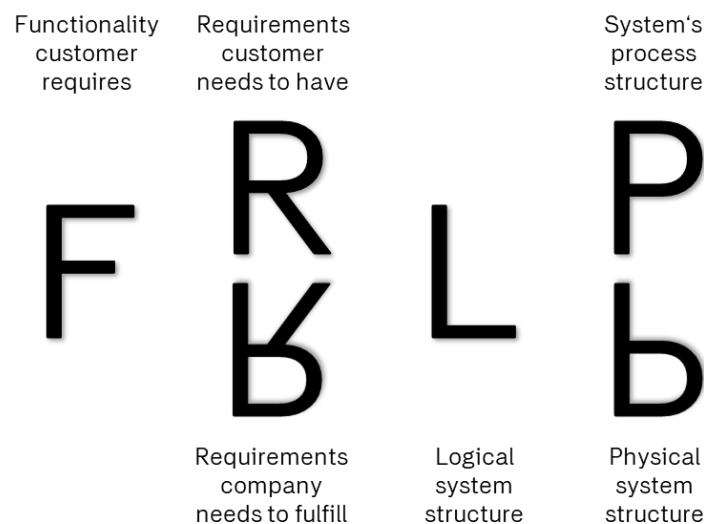 Functionality
customer
requires
Requirements
customer
needs to have
System‘s
process
structure
F
R
R
L
P
P
Requirements
company
needs to fulfill
Logical
system
structure
Physical
system
structure